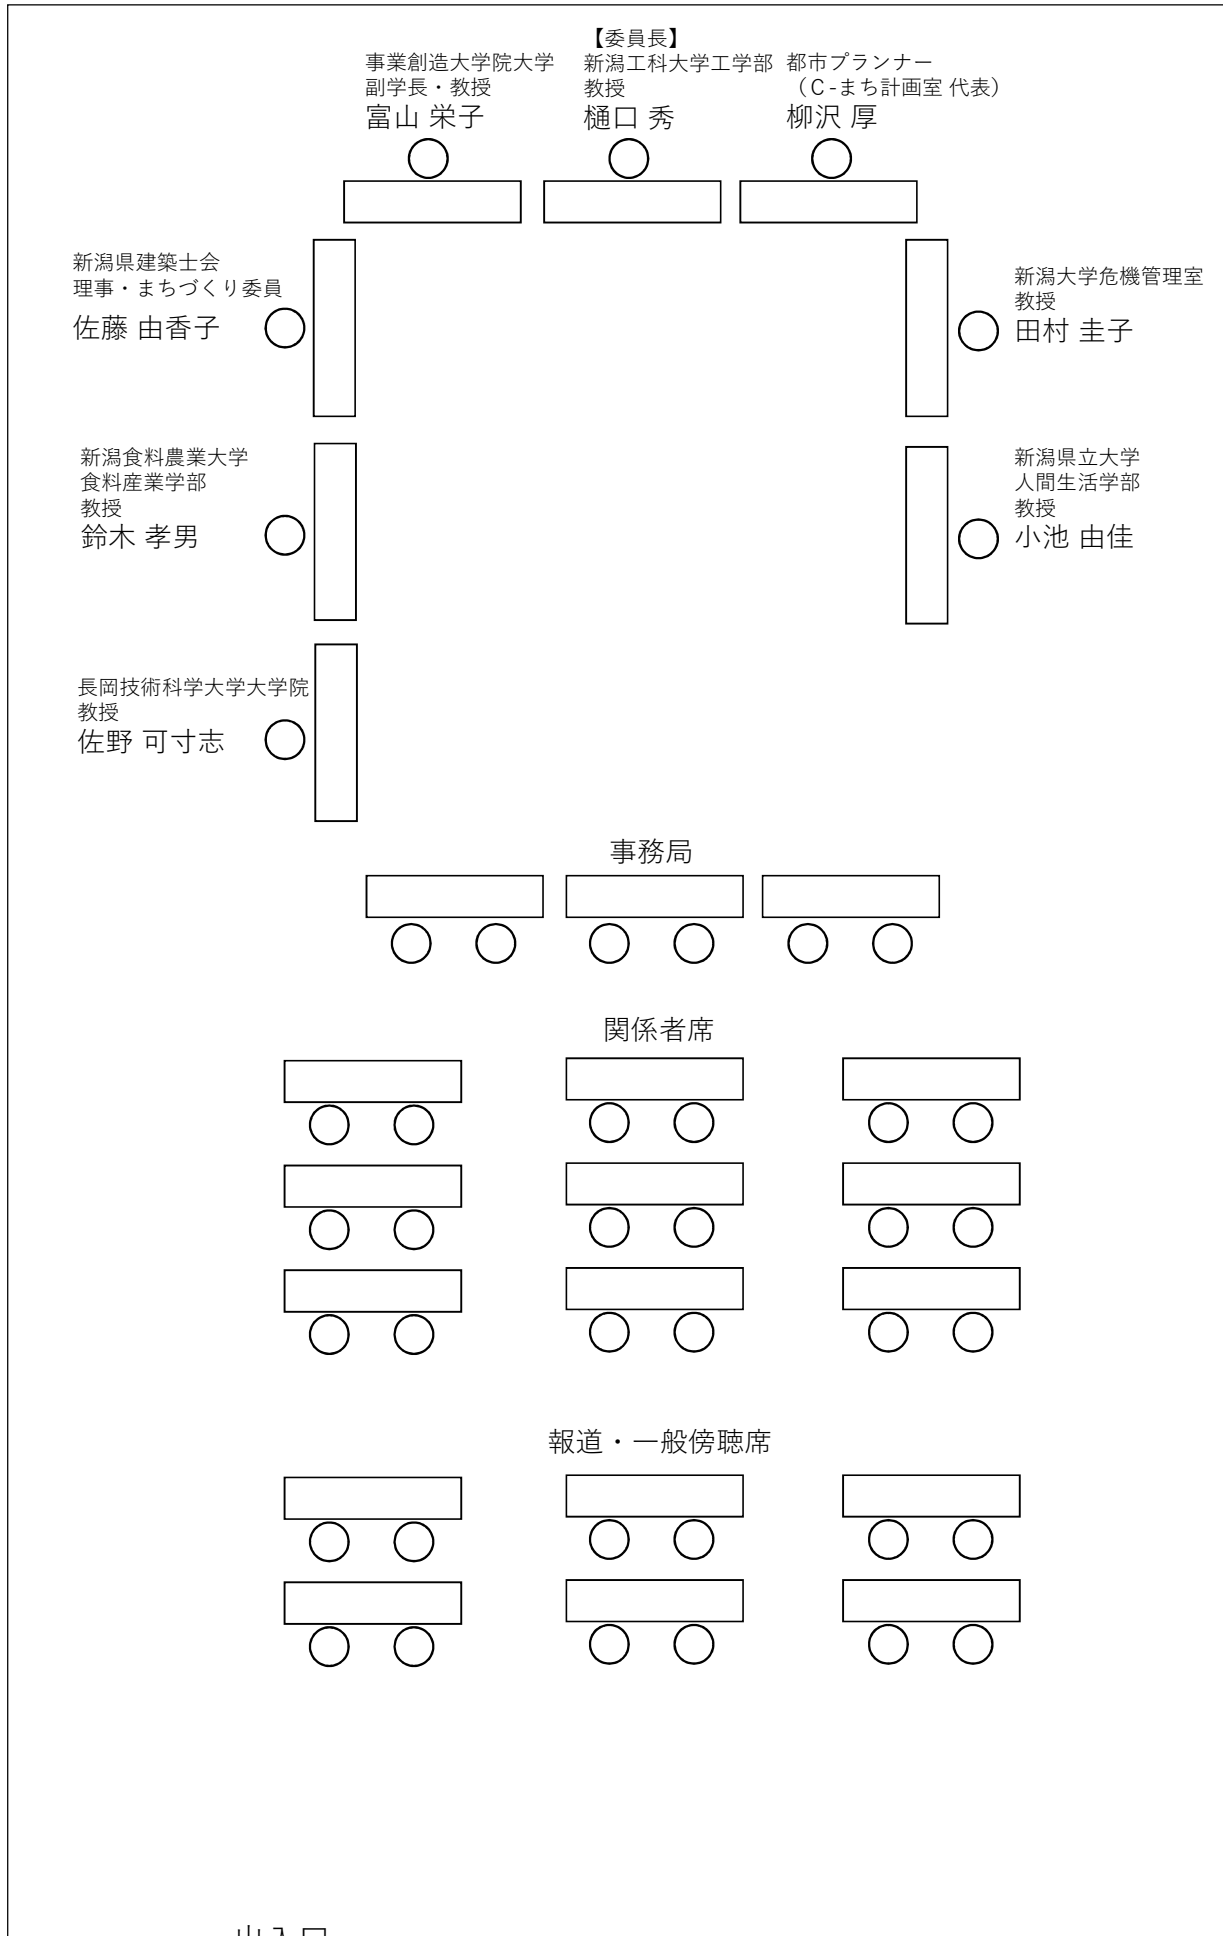 【委員長】
事業創造大学院大学
副学長・教授
富山 栄子
新潟工科大学工学部
教授
樋口 秀
都市プランナー
（C-まち計画室 代表）
柳沢 厚
新潟県建築士会
理事・まちづくり委員
佐藤 由香子
新潟大学危機管理室
教授
田村 圭子
新潟食料農業大学
食料産業学部
教授
鈴木 孝男
新潟県立大学
人間生活学部
教授
小池 由佳
長岡技術科学大学大学院
教授
佐野 可寸志
事務局
関係者席
報道・一般傍聴席
出入口